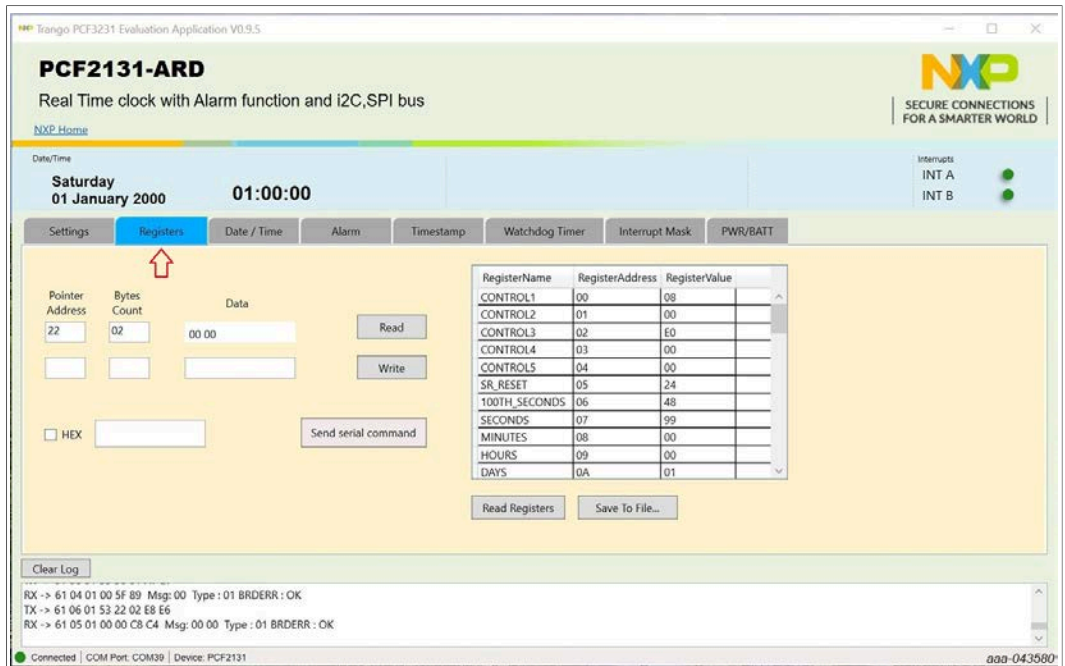 Trango PCF3231 Evaluation Application V0.9.5
PCF2131-ARD
Real Time clock with Alarm function and i2C,SPI bus
NXP Home
NXP
SECURE CONNECTIONS
FOR A SMARTER WORLD
Date/Time
Saturday
01 January 2000
01:00:00
Interrupts
INT A
INT B
Settings Registers Date / Time Alarm Timestamp Watchdog Timer Interrupt Mask PWR/BATT
Pointer Address Bytes Count Data
22 02 00 00 Read
Write
HEX Send serial command
RegisterName RegisterAddress RegisterValue
CONTROL1 00 08
CONTROL2 01 00
CONTROL3 02 E0
CONTROL4 03 00
CONTROL5 04 00
SR_RESET 05 24
100TH_SECONDS 06 48
SECONDS 07 99
MINUTES 08 00
HOURS 09 00
DAYS 0A 01
Read Registers Save To File...
Clear Log
RX -> 61 04 01 00 5F 89 Msg: 00 Type : 01 BRDERR : OK
TX -> 61 06 01 53 22 02 E8 E6
RX -> 61 05 01 00 00 C8 C4 Msg: 00 00 Type : 01 BRDERR : OK
Connected COM Port: COM39 Device: PCF2131
aaa-043580